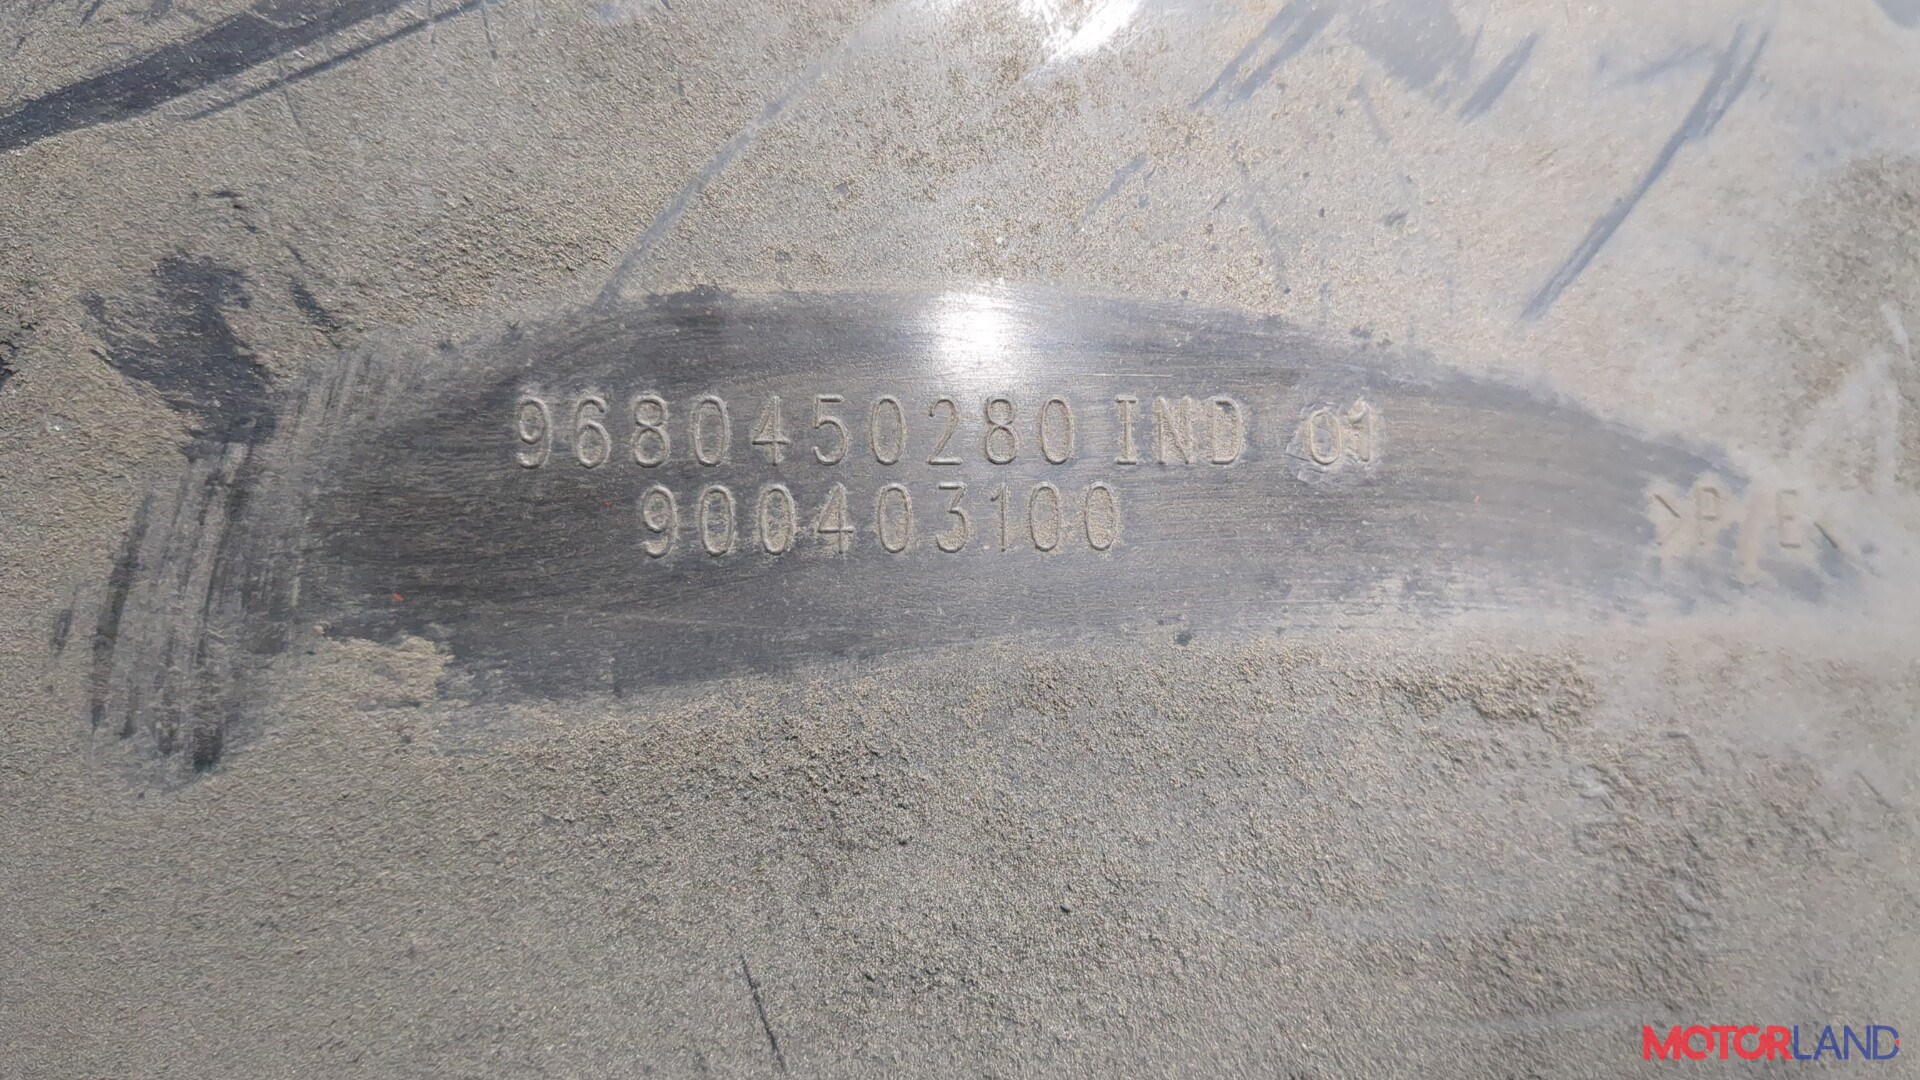 9680450280 IND 01
900403100
>P/E<
MOTORLAND